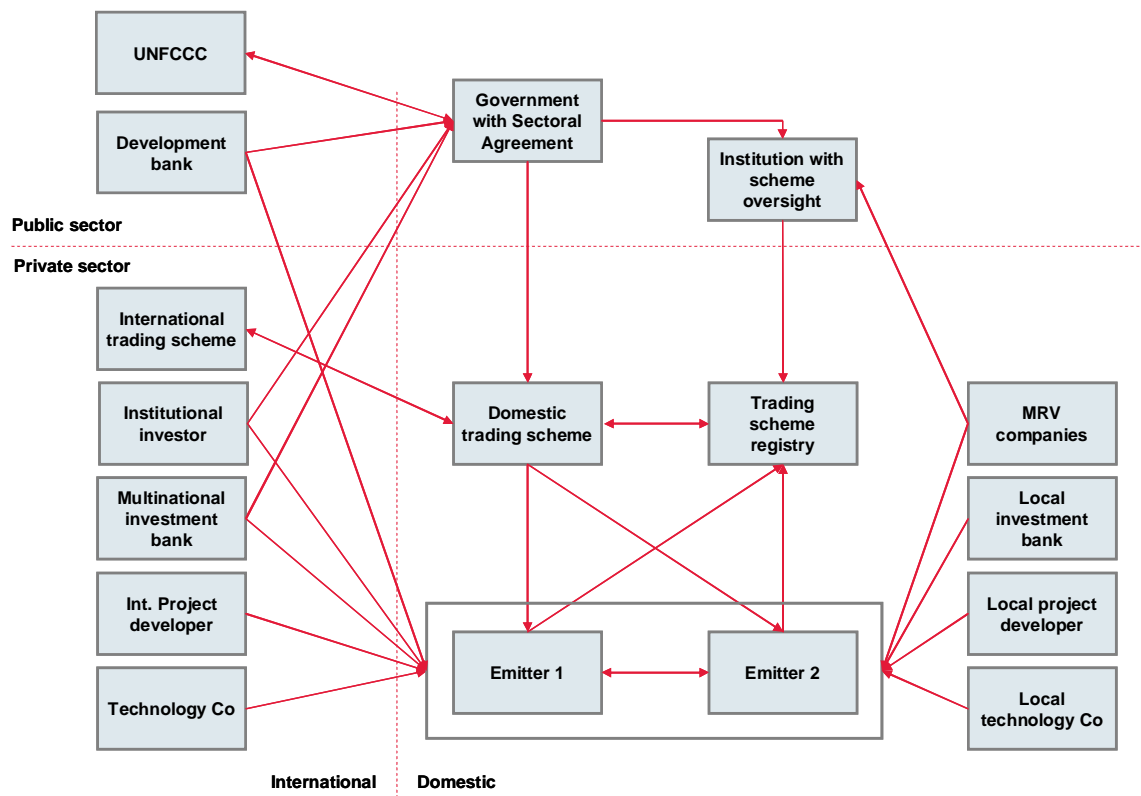 UNFCCC
Development
bank
Government
with Sectoral
Agreement
Institution with
scheme
oversight
Public sector
Private sector
International
trading scheme
Institutional
investor
Multinational
investment
bank
Int. Project
developer
Technology Co
Domestic
trading scheme
Trading
scheme
registry
Emitter 1
Emitter 2
MRV
companies
Local
investment
bank
Local project
developer
Local
technology Co
International
Domestic